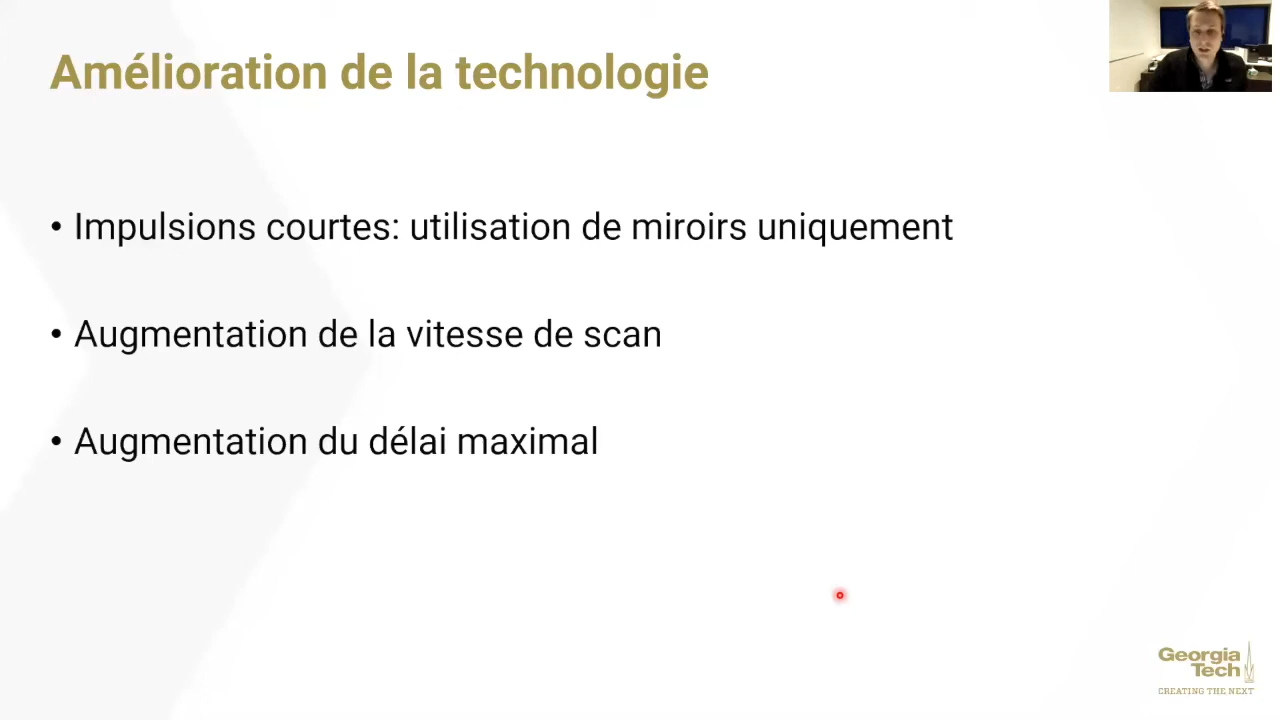 Amélioration de la technologie
• Impulsions courtes: utilisation de miroirs uniquement
• Augmentation de la vitesse de scan
• Augmentation du délai maximal
Georgia
Tech
CREATING THE NEXT